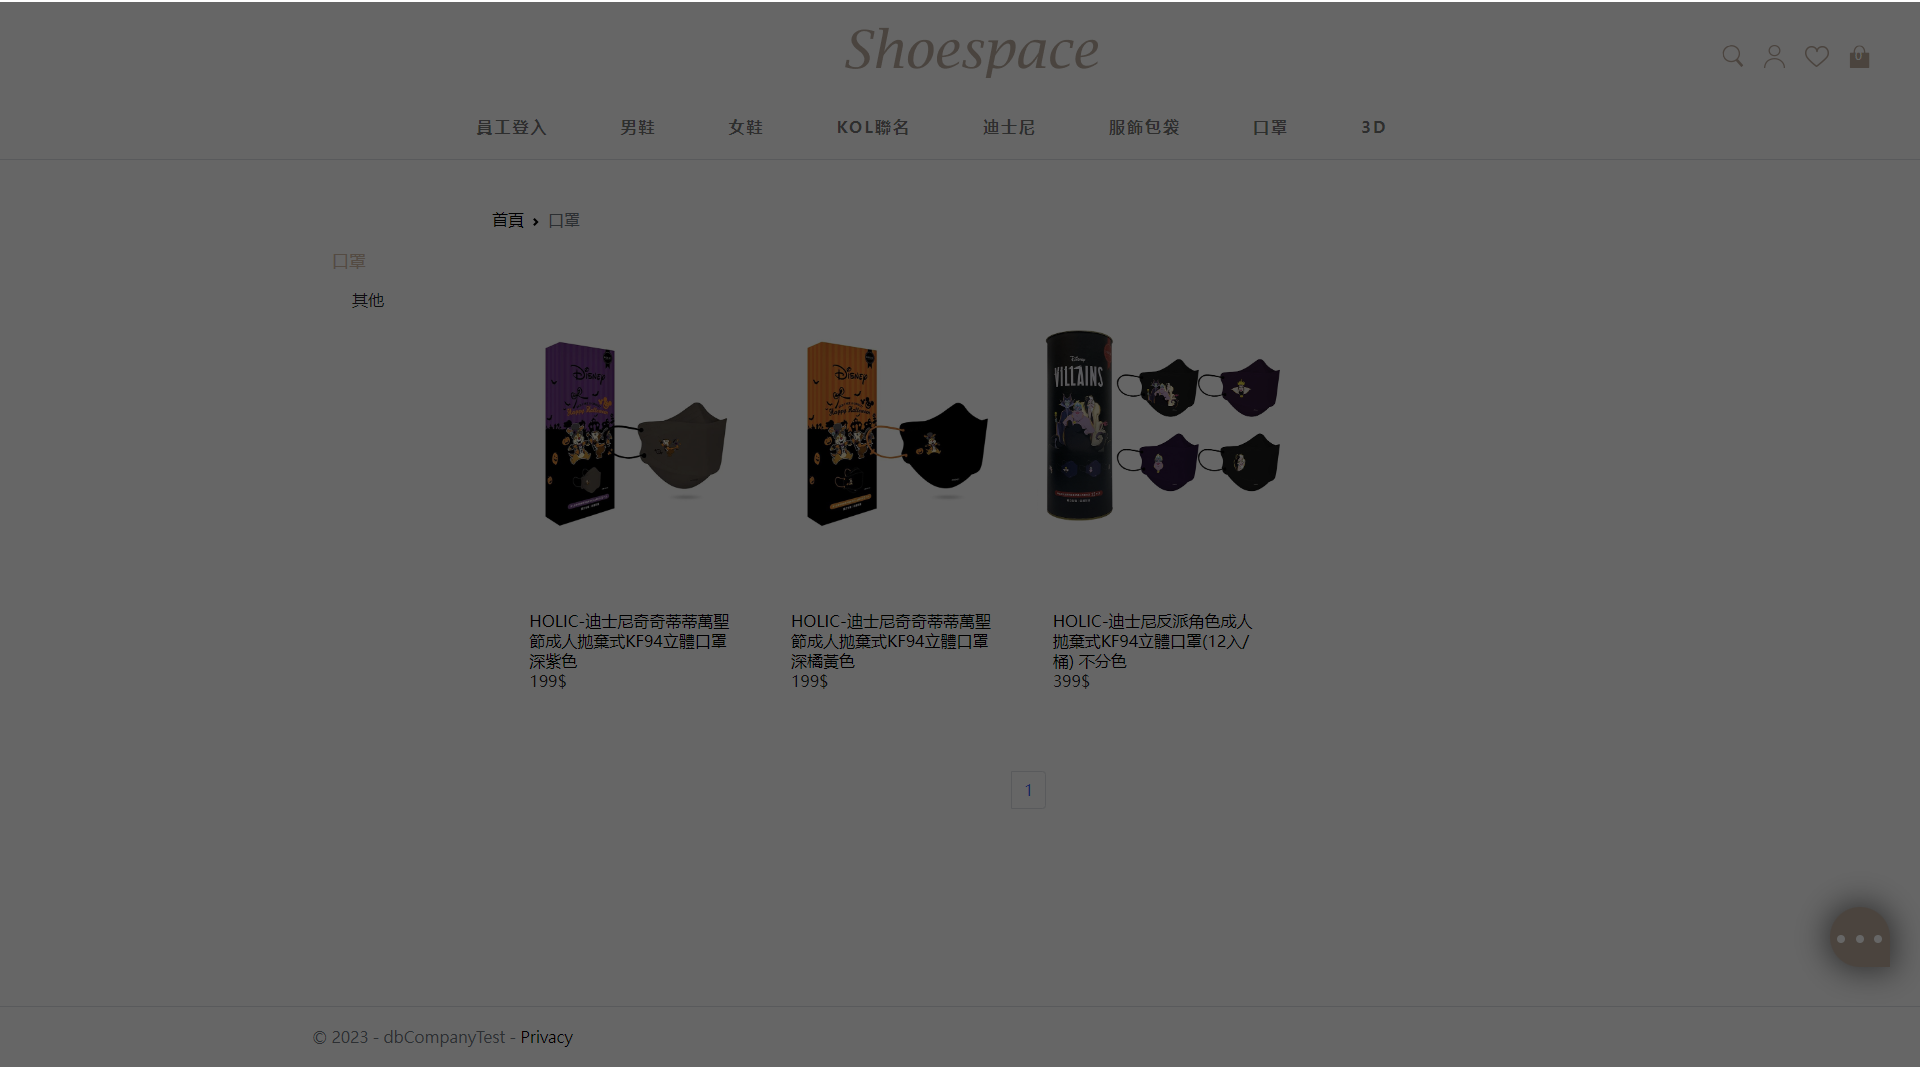 Shoespace
0
員工登入 男鞋 女鞋 KOL聯名 迪士尼 服飾包袋 口罩 3D
首頁 › 口罩
口罩
其他
Disney
Happy Halloween
Disney
Happy Halloween
Disney
VILLAINS
HOLIC-迪士尼奇奇蒂蒂萬聖
節成人拋棄式KF94立體口罩
深紫色
199$
HOLIC-迪士尼奇奇蒂蒂萬聖
節成人拋棄式KF94立體口罩
深橘黃色
199$
HOLIC-迪士尼反派角色成人
拋棄式KF94立體口罩(12入/
桶) 不分色
399$
1
© 2023 - dbCompanyTest - Privacy